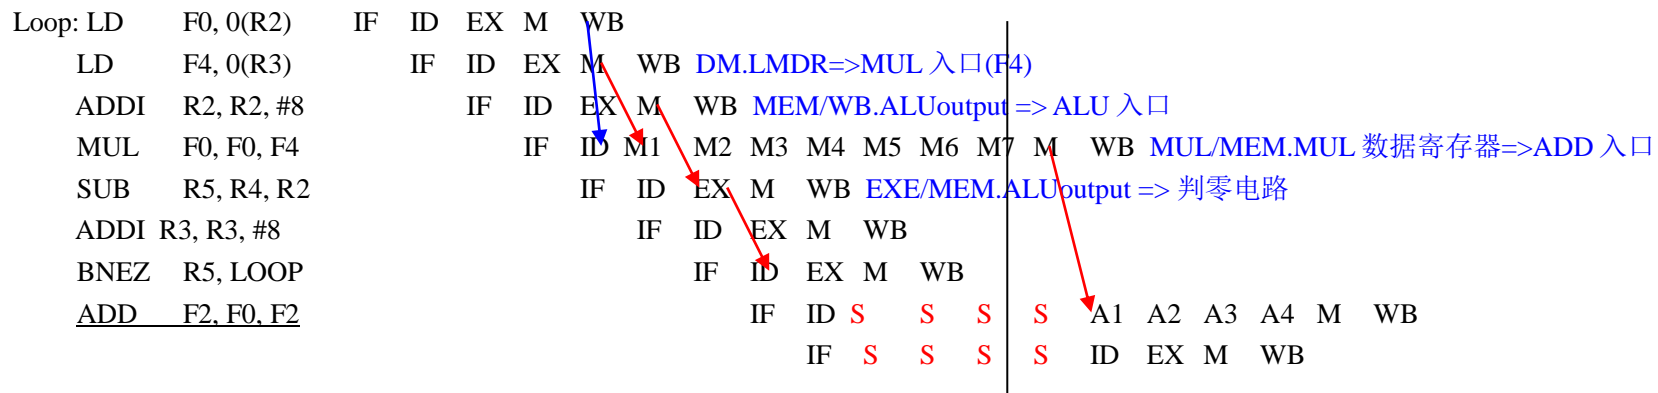 Loop: LD F0, 0(R2) IF ID EX M WB
LD F4, 0(R3) IF ID EX M WB DM.LMDR=>MUL 入口(F4)
ADDI R2, R2, #8 IF ID EX M WB MEM/WB.ALUoutput => ALU 入口
MUL F0, F0, F4 IF ID M1 M2 M3 M4 M5 M6 M7 M WB MUL/MEM.MUL 数据寄存器=>ADD 入口
SUB R5, R4, R2 IF ID EX M WB EXE/MEM.ALUoutput => 判零电路
ADDI R3, R3, #8 IF ID EX M WB
BNEZ R5, LOOP IF ID EX M WB
ADD F2, F0, F2 IF ID S S S S A1 A2 A3 A4 M WB
IF S S S S ID EX M WB